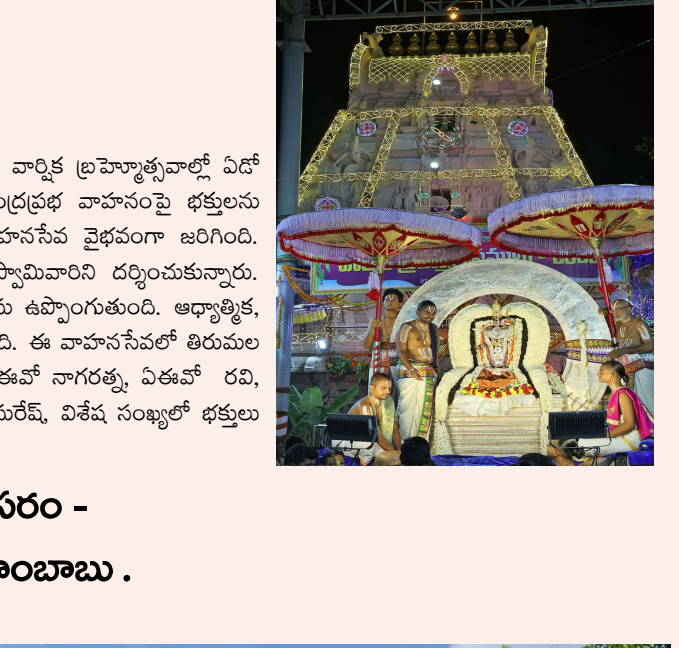 వార్షిక బ్రహ్మోత్సవాల్లో ఏడో
ంద్రప్రభ వాహనంపై భక్తులను
హనసేవ వైభవంగా జరిగింది.
స్వామివారిని దర్శించుకున్నారు.
ఉప్పొంగుతుంది. ఆధ్యాత్మిక,
ది. ఈ వాహనసేవలో తిరుమల
ఈవో నాగరత్న, ఏఈవో రవి,
సురేష్, విశేష సంఖ్యలో భక్తులు
సరం -
ాంబాబు .